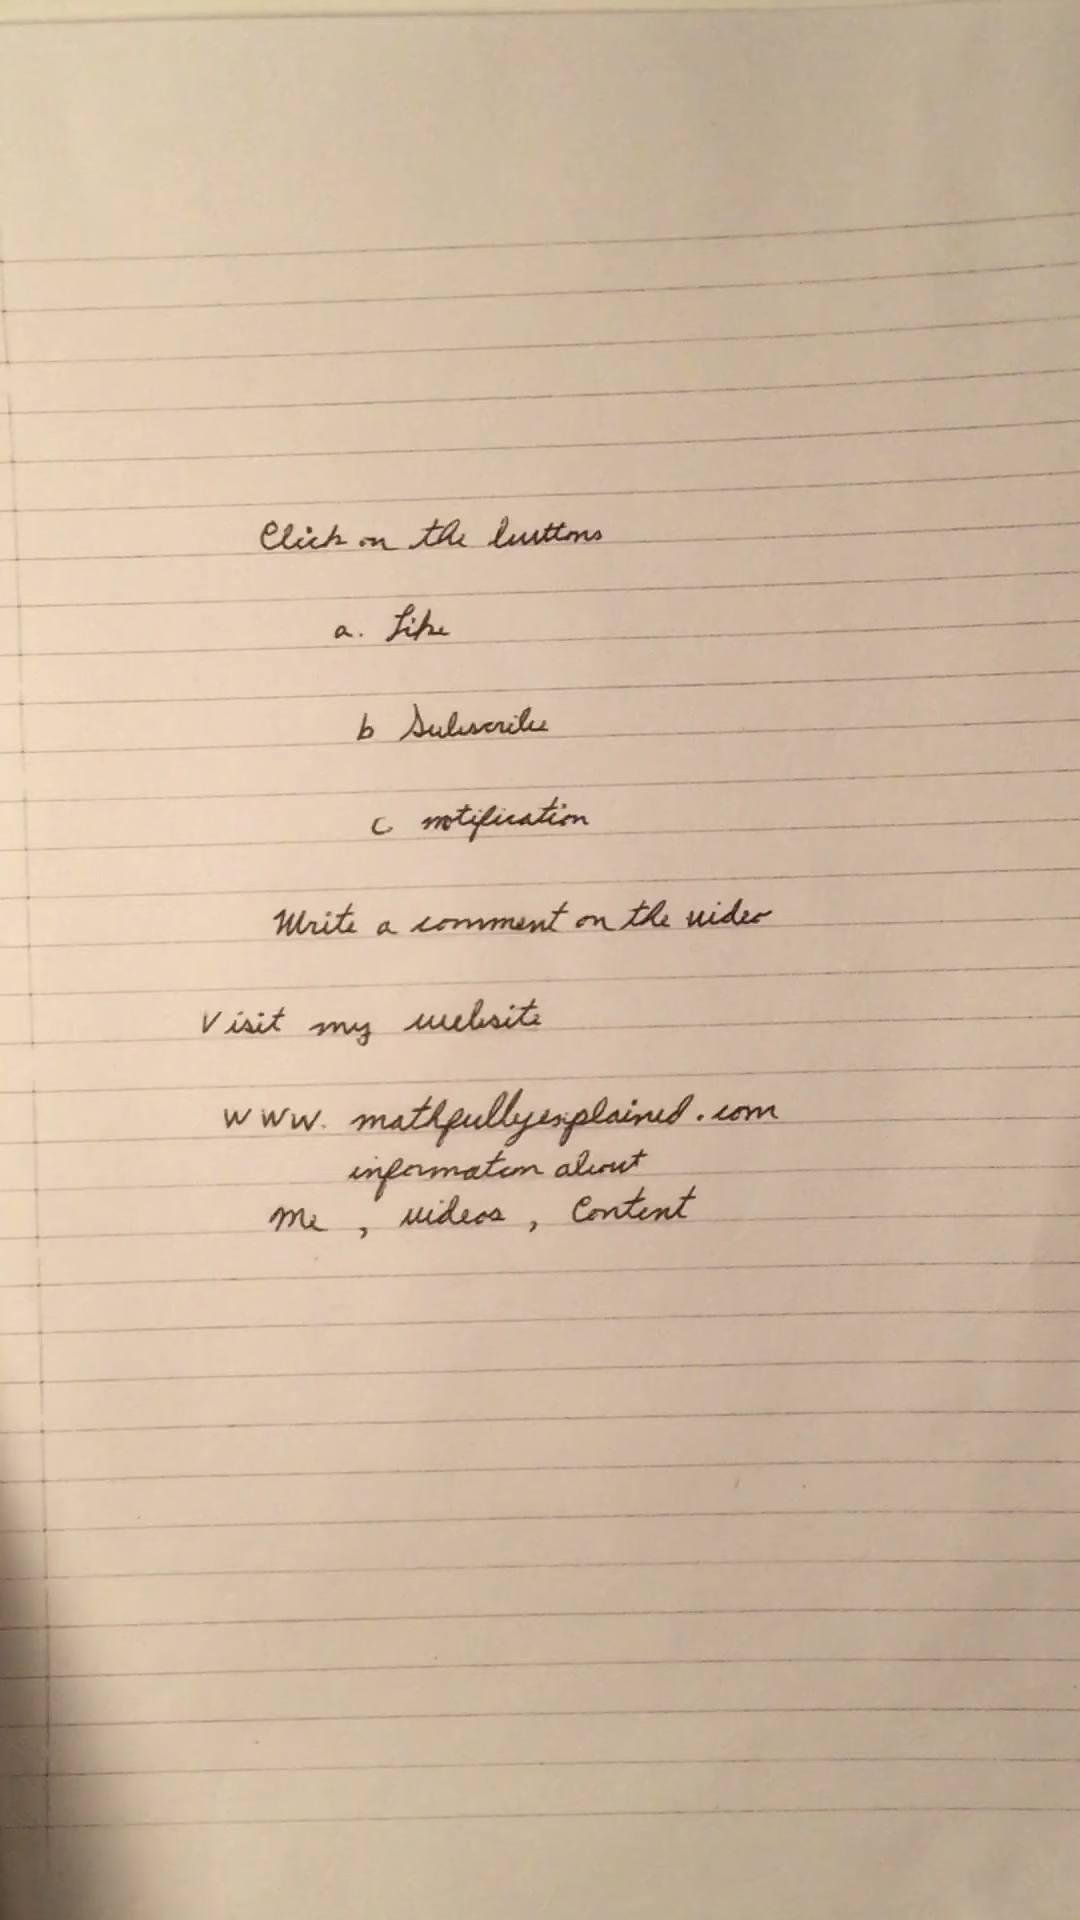 Click on the buttons
a. Like
b Subscribe
c notification
Write a comment on the video
Visit my website
www. mathfullyexplained.com
information about
Me , videos , Content